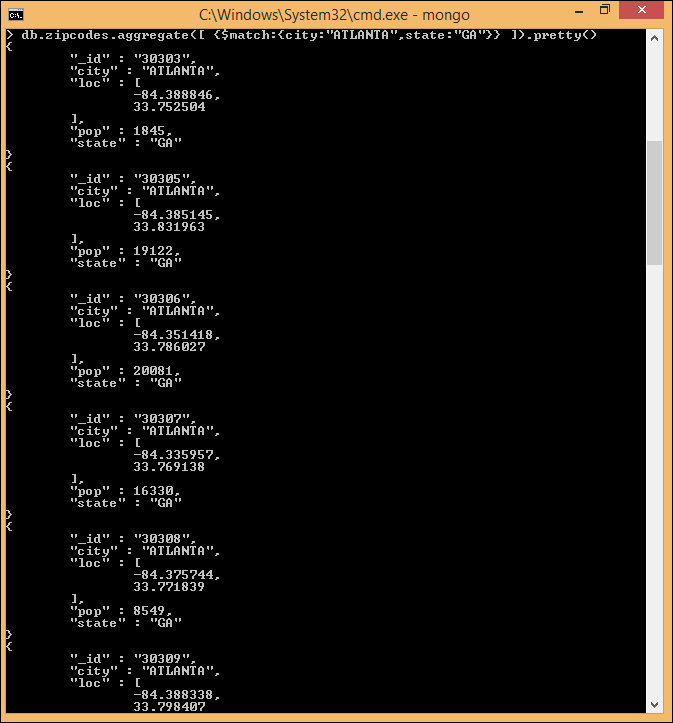 C:\Windows\System32\cmd.exe - mongo
> db.zipcodes.aggregate([ {$match:{city:"ATLANTA",state:"GA"}} ]).pretty()
{
"_id" : "30303",
"city" : "ATLANTA",
"loc" : [
-84.388846,
33.752504
],
"pop" : 1845,
"state" : "GA"
}
{
"_id" : "30305",
"city" : "ATLANTA",
"loc" : [
-84.385145,
33.831963
],
"pop" : 19122,
"state" : "GA"
}
{
"_id" : "30306",
"city" : "ATLANTA",
"loc" : [
-84.351418,
33.786027
],
"pop" : 20081,
"state" : "GA"
}
{
"_id" : "30307",
"city" : "ATLANTA",
"loc" : [
-84.335957,
33.769138
],
"pop" : 16330,
"state" : "GA"
}
{
"_id" : "30308",
"city" : "ATLANTA",
"loc" : [
-84.375744,
33.771839
],
"pop" : 8549,
"state" : "GA"
}
{
"_id" : "30309",
"city" : "ATLANTA",
"loc" : [
-84.388338,
33.798407